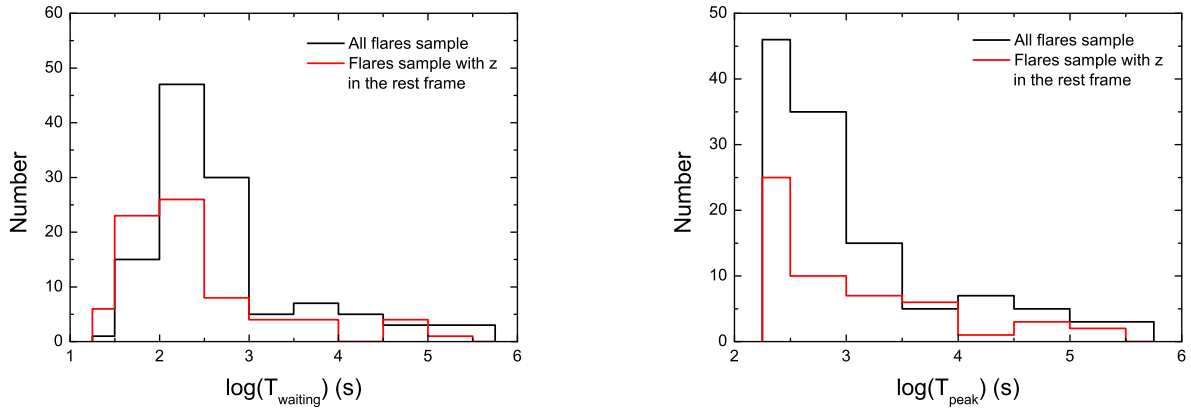 60
50
40
30
20
10
0
Number
1 2 3 4 5 6
log(T_waiting) (s)
All flares sample
Flares sample with z
in the rest frame
50
40
30
20
10
0
Number
2 3 4 5 6
log(T_peak) (s)
All flares sample
Flares sample with z
in the rest frame